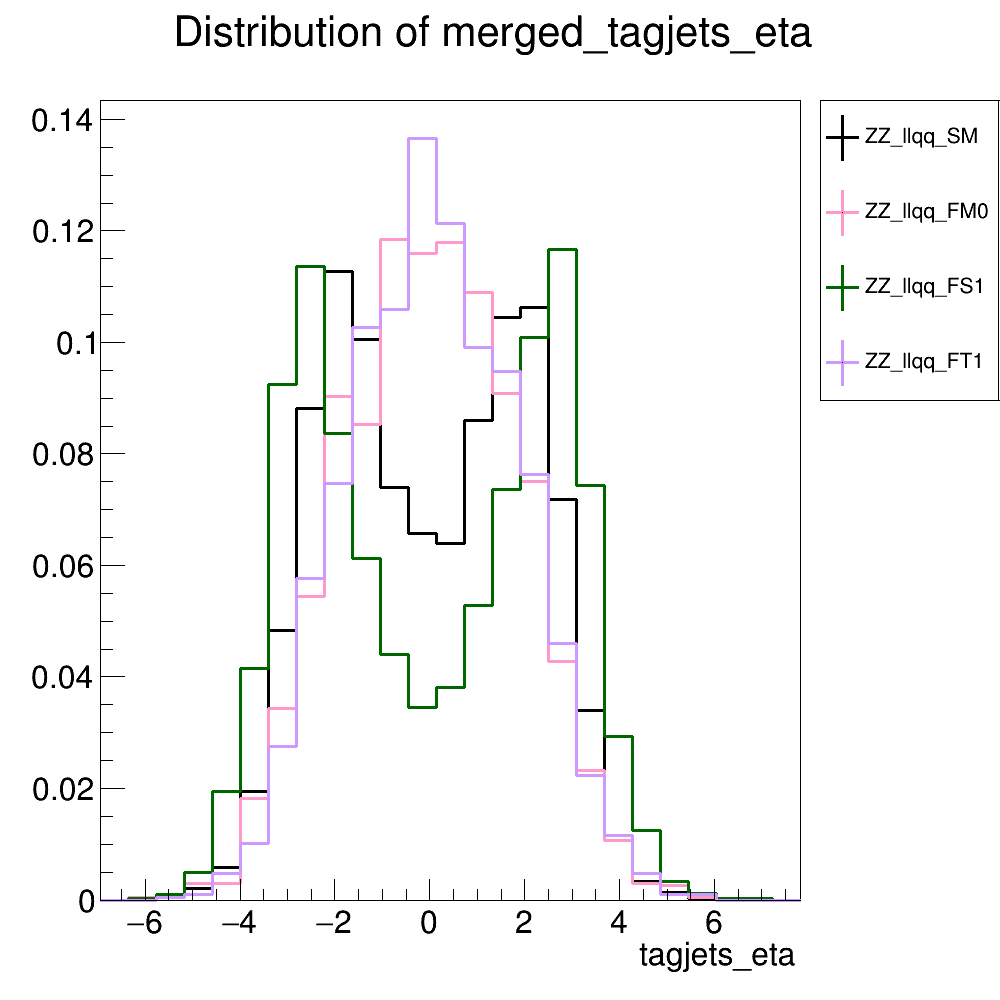 Distribution of merged_tagjets_eta
0.14
0.12
0.1
0.08
0.06
0.04
0.02
0
−6 −4 −2 0 2 4 6
tagjets_eta
ZZ_llqq_SM
ZZ_llqq_FM0
ZZ_llqq_FS1
ZZ_llqq_FT1